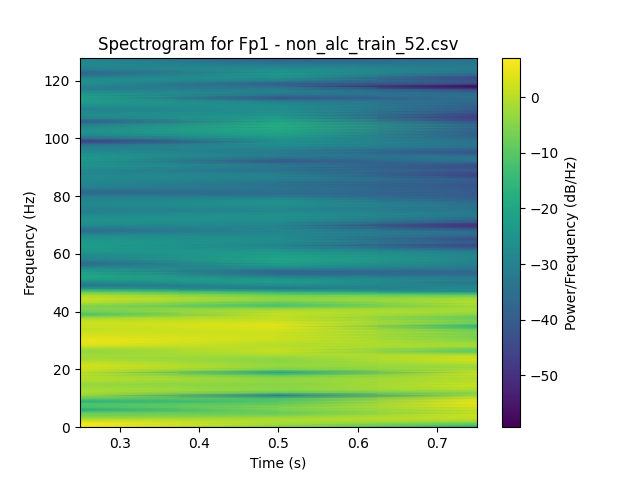 Spectrogram for Fp1 - non_alc_train_52.csv
120
100
80
60
40
20
0
Frequency (Hz)
0.3 0.4 0.5 0.6 0.7
Time (s)
0
−10
−20
−30
−40
−50
Power/Frequency (dB/Hz)